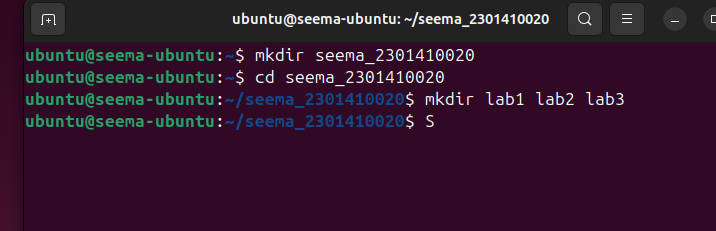 ubuntu@seema-ubuntu: ~/seema_2301410020
ubuntu@seema-ubuntu:~$ mkdir seema_2301410020
ubuntu@seema-ubuntu:~$ cd seema_2301410020
ubuntu@seema-ubuntu:~/seema_2301410020$ mkdir lab1 lab2 lab3
ubuntu@seema-ubuntu:~/seema_2301410020$ S